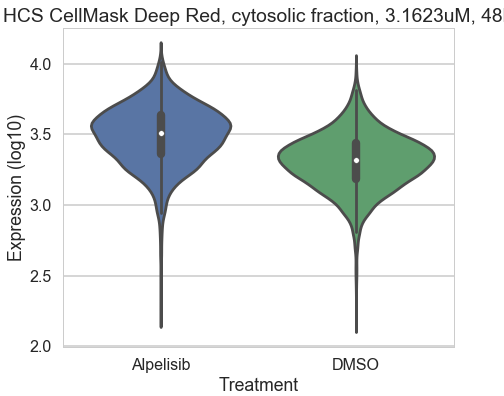 HCS CellMask Deep Red, cytosolic fraction, 3.1623uM, 48
Expression (log10)
4.0
3.5
3.0
2.5
2.0
Alpelisib DMSO
Treatment